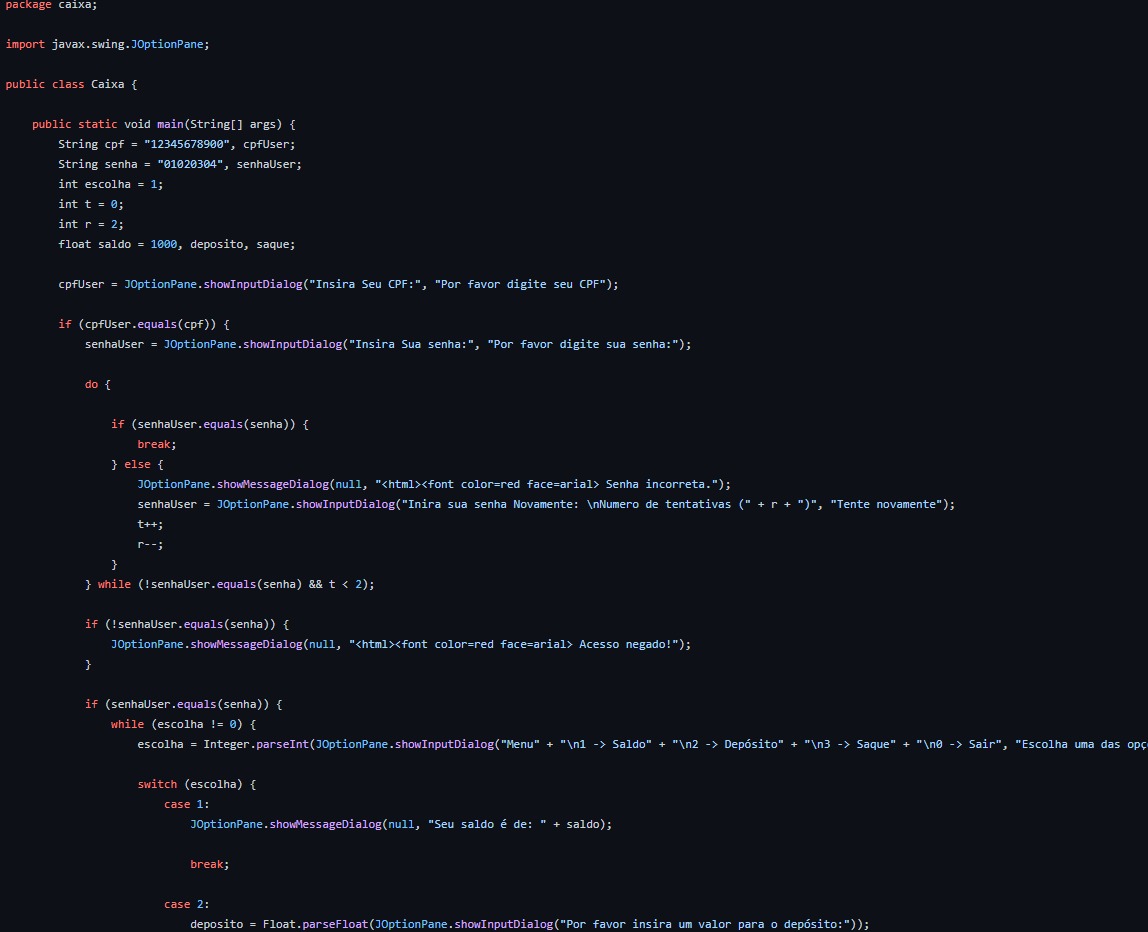 package caixa;
import javax.swing.JOptionPane;
public class Caixa {
public static void main(String[] args) {
String cpf = "12345678900", cpfUser;
String senha = "01020304", senhaUser;
int escolha = 1;
int t = 0;
int r = 2;
float saldo = 1000, deposito, saque;
cpfUser = JOptionPane.showInputDialog("Insira Seu CPF:", "Por favor digite seu CPF");
if (cpfUser.equals(cpf)) {
senhaUser = JOptionPane.showInputDialog("Insira Sua senha:", "Por favor digite sua senha:");
do {
if (senhaUser.equals(senha)) {
break;
} else {
JOptionPane.showMessageDialog(null, "<html><font color=red face=arial> Senha incorreta.");
senhaUser = JOptionPane.showInputDialog("Inira sua senha Novamente: \nNumero de tentativas (" + r + ")", "Tente novamente");
t++;
r--;
}
} while (!senhaUser.equals(senha) && t < 2);
if (!senhaUser.equals(senha)) {
JOptionPane.showMessageDialog(null, "<html><font color=red face=arial> Acesso negado!");
}
if (senhaUser.equals(senha)) {
while (escolha != 0) {
escolha = Integer.parseInt(JOptionPane.showInputDialog("Menu" + "\n1 -> Saldo" + "\n2 -> Depósito" + "\n3 -> Saque" + "\n0 -> Sair", "Escolha uma das
switch (escolha) {
case 1:
JOptionPane.showMessageDialog(null, "Seu saldo é de: " + saldo);
break;
case 2:
deposito = Float.parseFloat(JOptionPane.showInputDialog("Por favor insira um valor para o depósito:"));